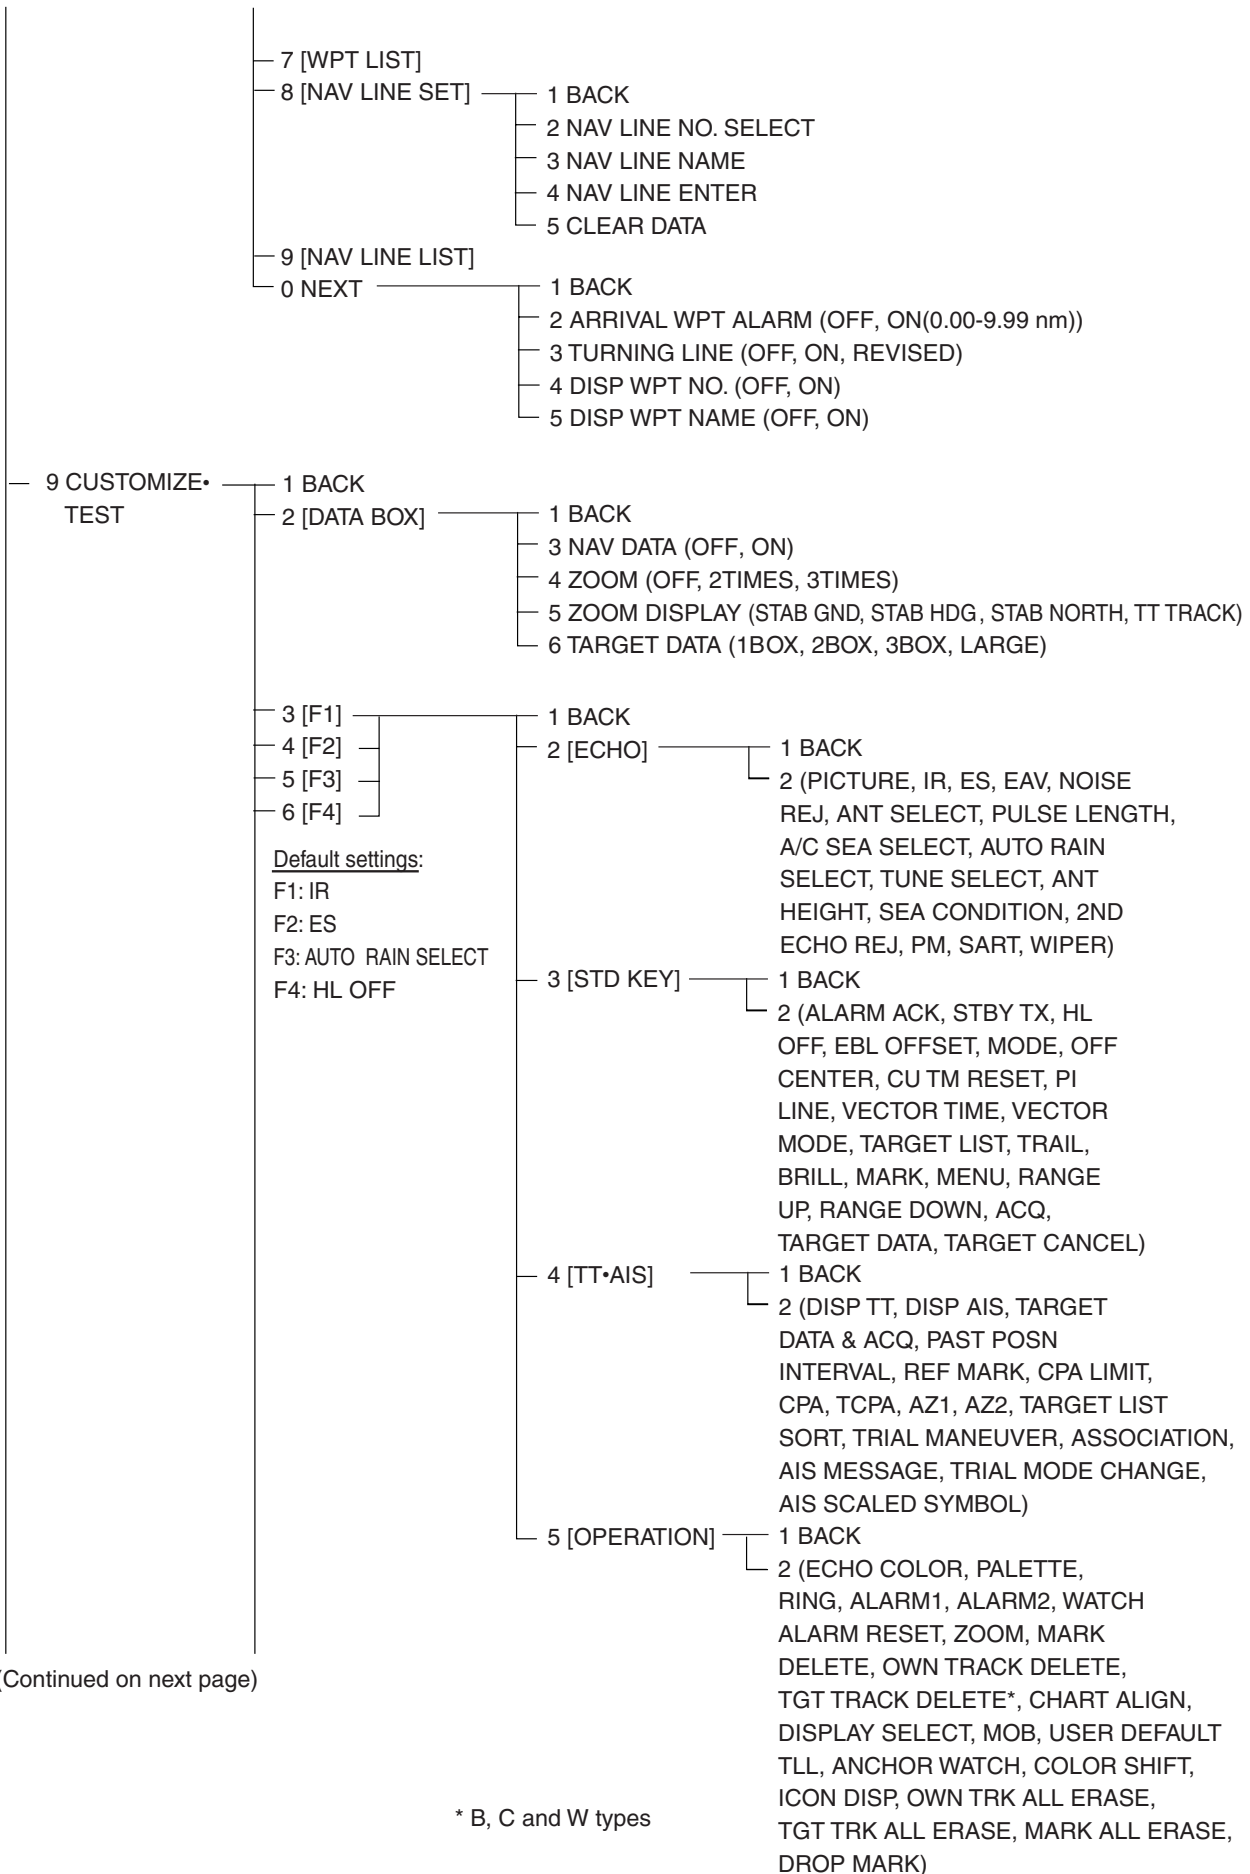 7 [WPT LIST]
8 [NAV LINE SET]
1 BACK
2 NAV LINE NO. SELECT
3 NAV LINE NAME
4 NAV LINE ENTER
5 CLEAR DATA
9 [NAV LINE LIST]
0 NEXT
1 BACK
2 ARRIVAL WPT ALARM (OFF, ON(0.00-9.99 nm))
3 TURNING LINE (OFF, ON, REVISED)
4 DISP WPT NO. (OFF, ON)
5 DISP WPT NAME (OFF, ON)
9 CUSTOMIZE•
TEST
1 BACK
2 [DATA BOX]
1 BACK
3 NAV DATA (OFF, ON)
4 ZOOM (OFF, 2TIMES, 3TIMES)
5 ZOOM DISPLAY (STAB GND, STAB HDG, STAB NORTH, TT TRACK)
6 TARGET DATA (1BOX, 2BOX, 3BOX, LARGE)
3 [F1]
4 [F2]
5 [F3]
6 [F4]
Default settings:
F1: IR
F2: ES
F3: AUTO RAIN SELECT
F4: HL OFF
1 BACK
2 [ECHO]
1 BACK
2 (PICTURE, IR, ES, EAV, NOISE
REJ, ANT SELECT, PULSE LENGTH,
A/C SEA SELECT, AUTO RAIN
SELECT, TUNE SELECT, ANT
HEIGHT, SEA CONDITION, 2ND
ECHO REJ, PM, SART, WIPER)
3 [STD KEY]
1 BACK
2 (ALARM ACK, STBY TX, HL
OFF, EBL OFFSET, MODE, OFF
CENTER, CU TM RESET, PI
LINE, VECTOR TIME, VECTOR
MODE, TARGET LIST, TRAIL,
BRILL, MARK, MENU, RANGE
UP, RANGE DOWN, ACQ,
TARGET DATA, TARGET CANCEL)
4 [TT•AIS]
1 BACK
2 (DISP TT, DISP AIS, TARGET
DATA & ACQ, PAST POSN
INTERVAL, REF MARK, CPA LIMIT,
CPA, TCPA, AZ1, AZ2, TARGET LIST
SORT, TRIAL MANEUVER, ASSOCIATION,
AIS MESSAGE, TRIAL MODE CHANGE,
AIS SCALED SYMBOL)
5 [OPERATION]
1 BACK
2 (ECHO COLOR, PALETTE,
RING, ALARM1, ALARM2, WATCH
ALARM RESET, ZOOM, MARK
DELETE, OWN TRACK DELETE,
TGT TRACK DELETE*, CHART ALIGN,
DISPLAY SELECT, MOB, USER DEFAULT
TLL, ANCHOR WATCH, COLOR SHIFT,
ICON DISP, OWN TRK ALL ERASE,
TGT TRK ALL ERASE, MARK ALL ERASE,
DROP MARK)
(Continued on next page)
* B, C and W types